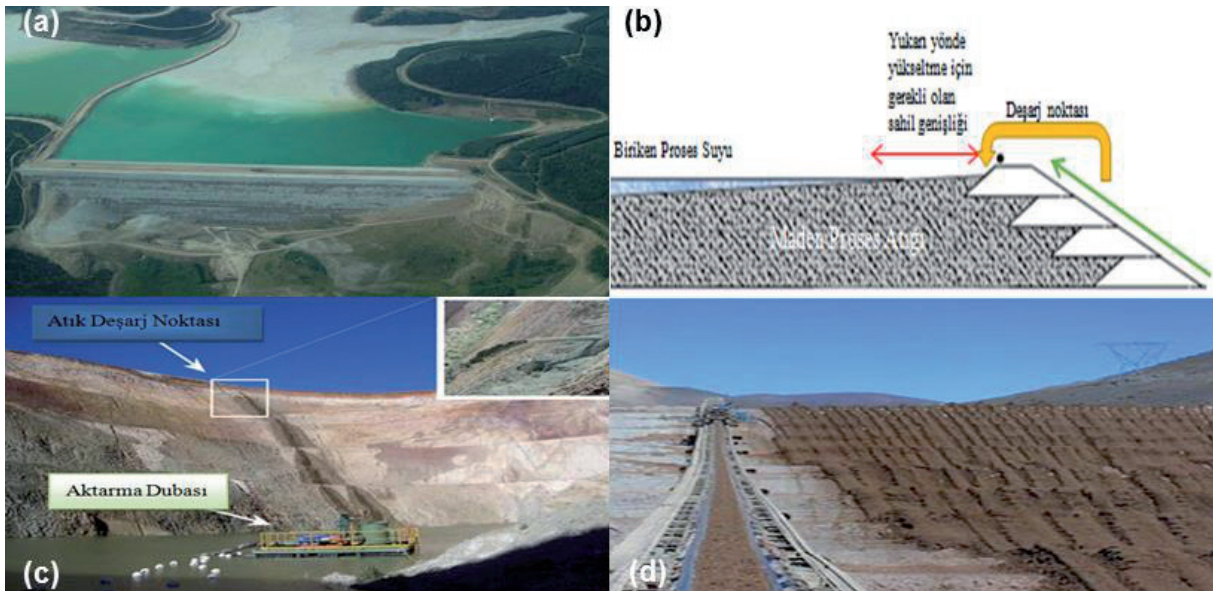 (a)
(b)
Yukarı yönde
yükseltme için
gerekli olan
sahil genişliği
Deşarj noktası
Biriken Proses Suyu
Maden Proses Atığı
Atık Deşarj Noktası
Aktarma Dubası
(c)
(d)